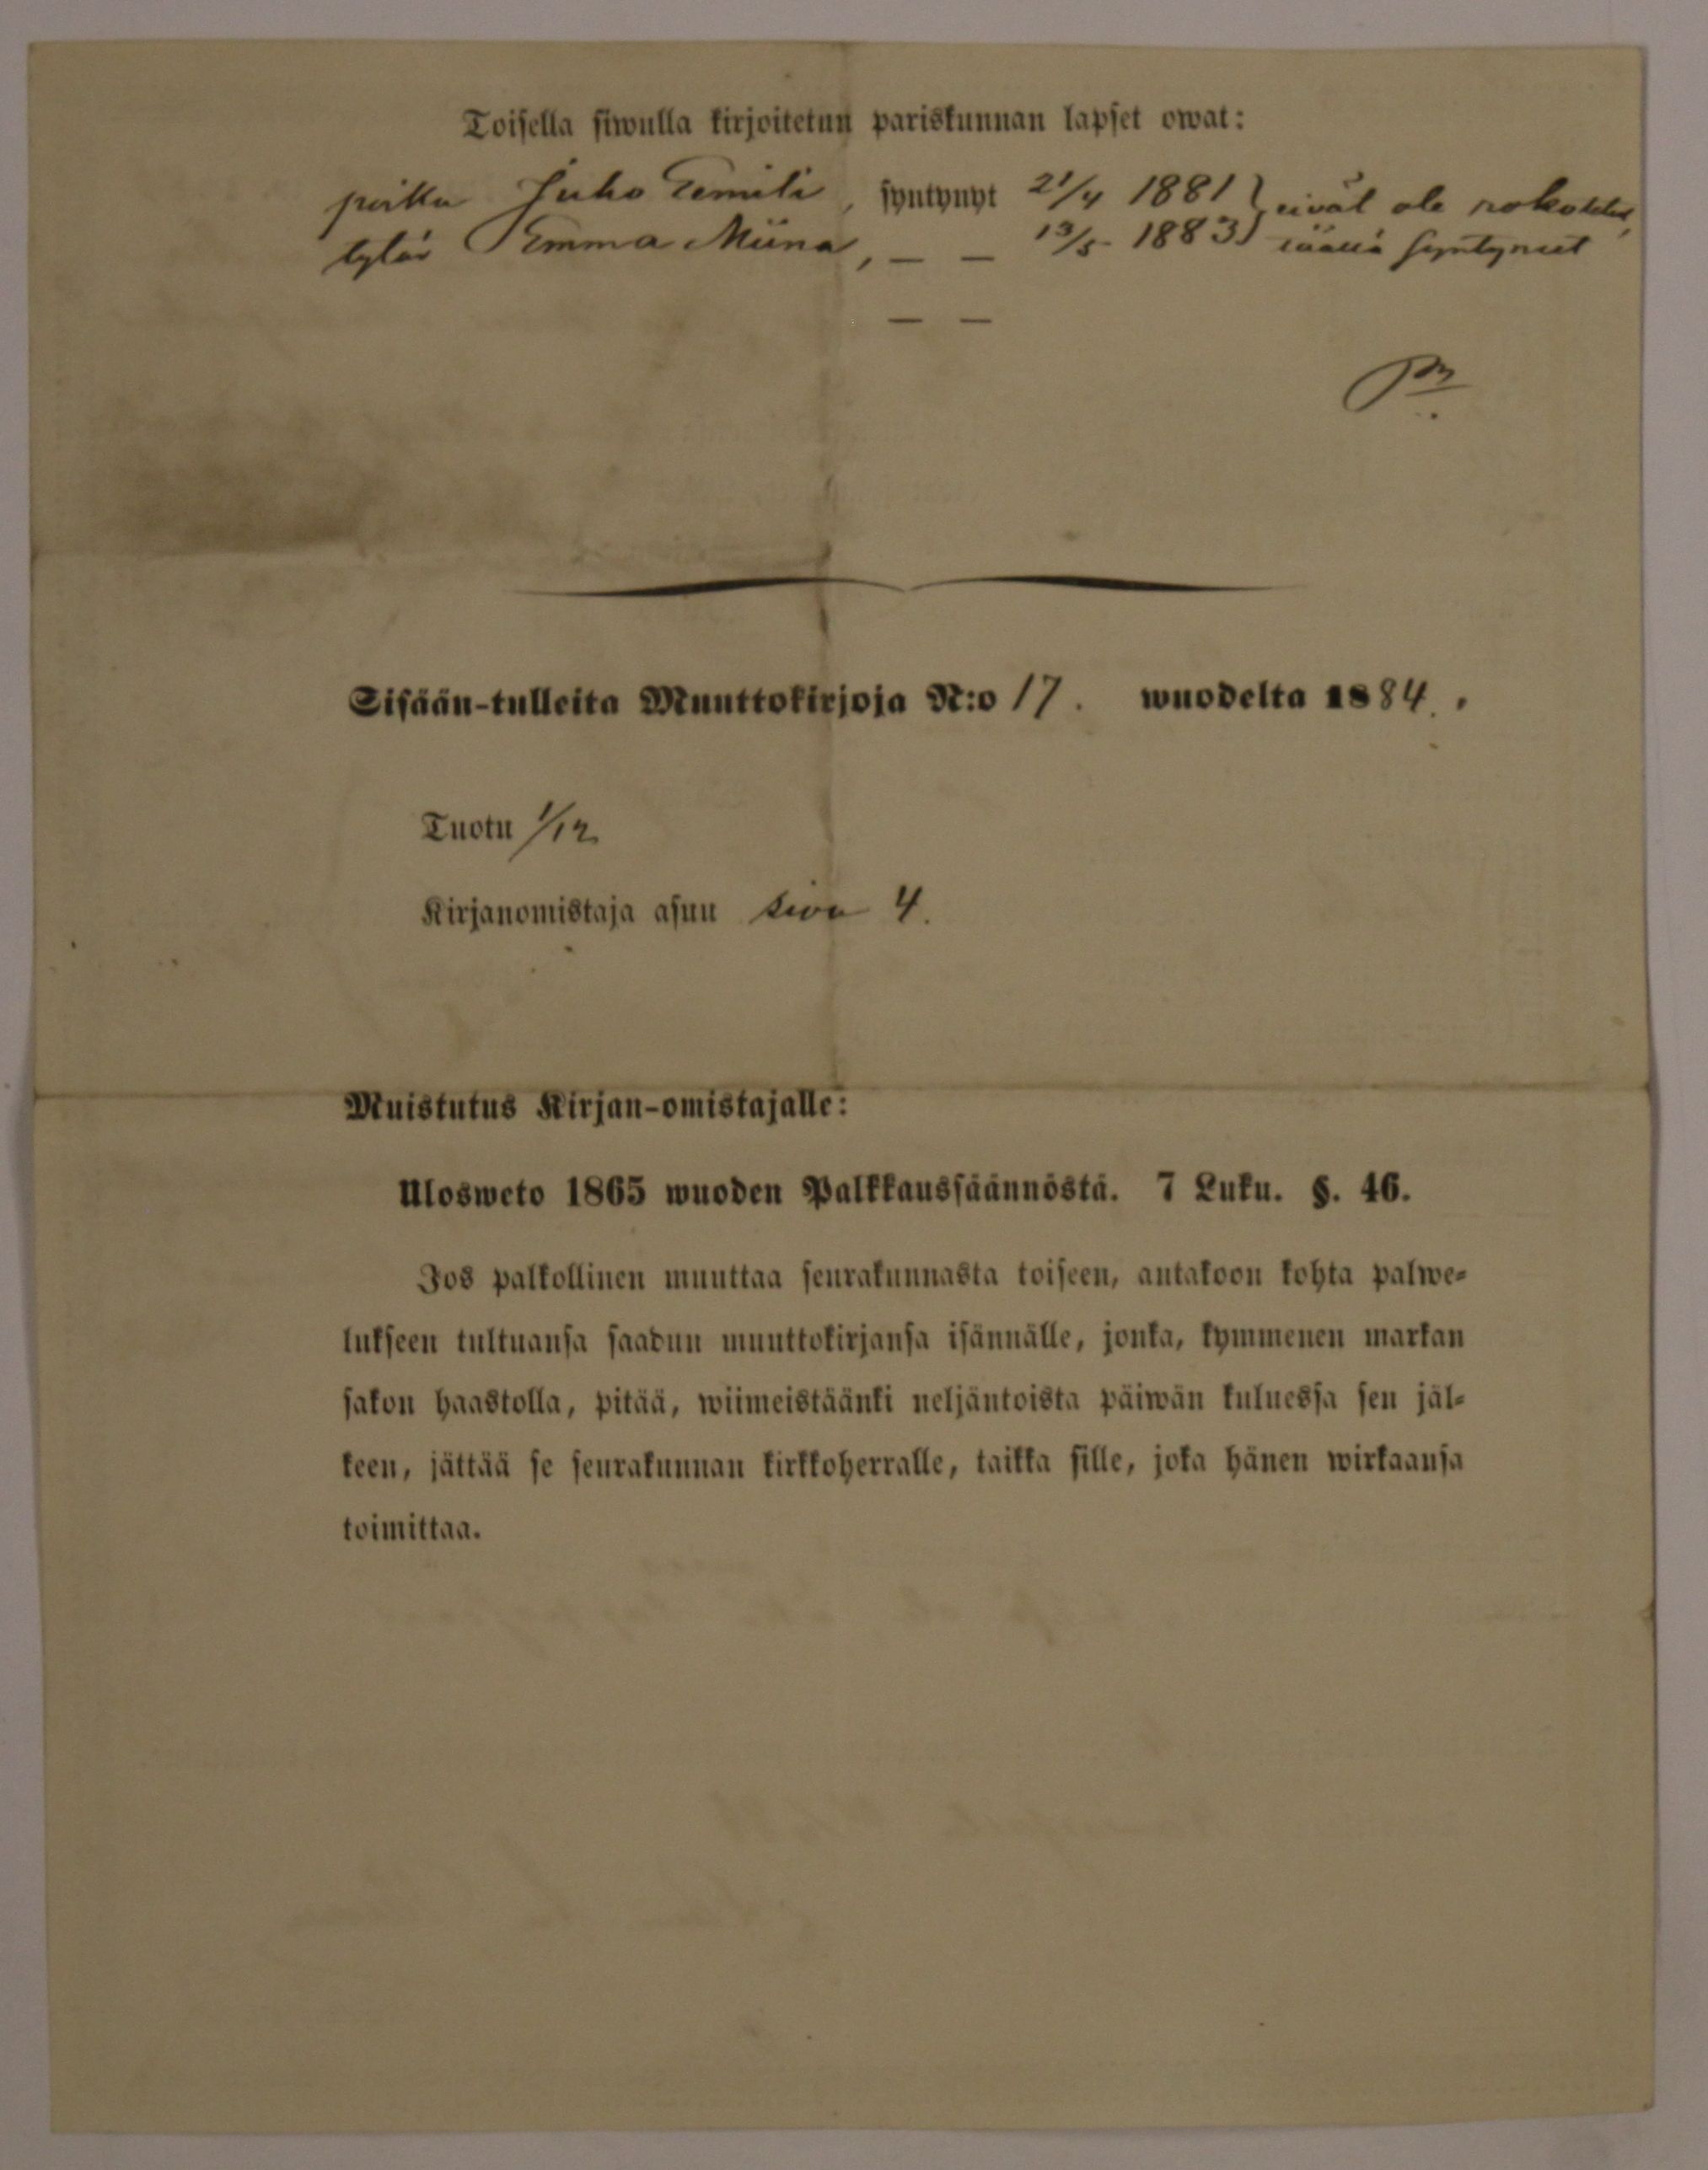 Toisella siwulla kirjoitetun pariskunnan lapset owat:
poika Juho Eemili, syntynyt 21/4 1881 } eivät ole rokotetut,
tytär Emma Miina, — — 13/5 1883 } täällä syntyneet
— —
Sisään-tulleita Muuttokirjoja N:o 17. wuodelta 1884.
Tuotu 1/12
Kirjanomistaja asuu sivu 4.
Muistutus Kirjan-omistajalle:
Ulosweto 1865 wuoden Palkkaussäännöstä. 7 Luku. §. 46.
Jos palkollinen muuttaa seurakunnasta toiseen, antakoon kohta palwe-
lukseen tultuansa saadun muuttokirjansa isännälle, jonka, kymmenen markan
sakon haastolla, pitää, wiimeistäänki neljäntoista päiwän kuluessa sen jäl-
keen, jättää se seurakunnan kirkkoherralle, taikka sille, joka hänen wirkaansa
toimittaa.